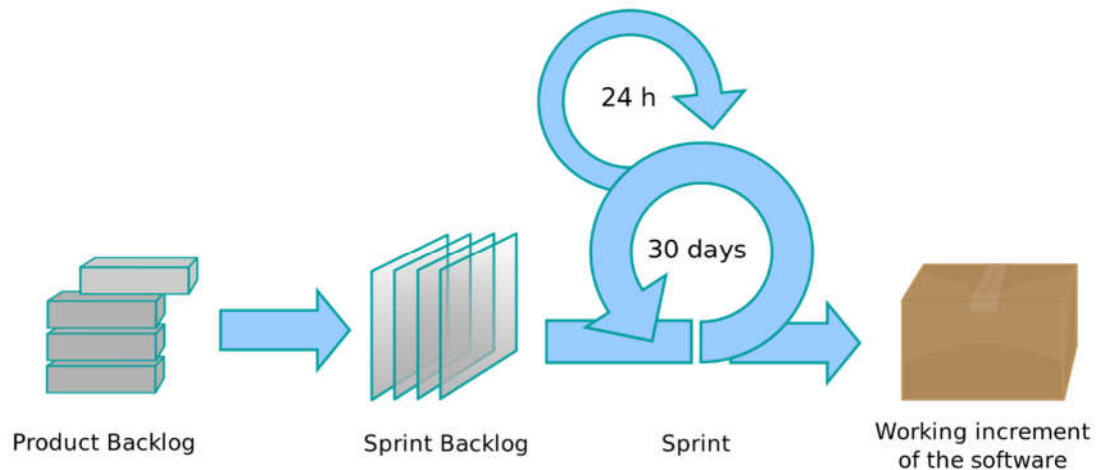 24 h
30 days
Product Backlog
Sprint Backlog
Sprint
Working increment
of the software